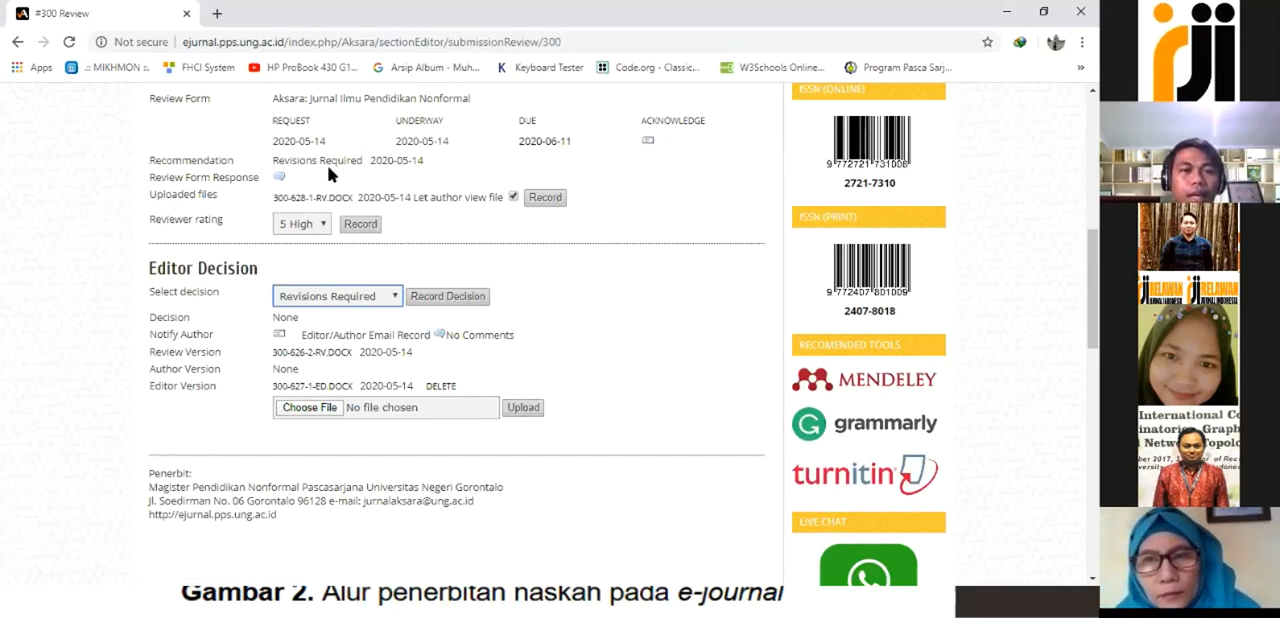 #300 Review
Not secure
ejurnal.pps.ung.ac.id/index.php/Aksara/sectionEditor/submissionReview/300
Apps
.:: MIKHMON :.
FHCI System
HP ProBook 430 G1...
Arsip Album - Muh...
Keyboard Tester
Code.org - Classic...
W3Schools Online...
Program Pasca Sarj...
»
Review Form
Aksara: Jurnal Ilmu Pendidikan Nonformal
REQUEST UNDERWAY DUE ACKNOWLEDGE
2020-05-14 2020-05-14 2020-06-11
Recommendation Revisions Required 2020-05-14
Review Form Response
Uploaded files 300-628-1-RV.DOCX 2020-05-14 Let author view file Record
Reviewer rating 5 High Record
Editor Decision
Select decision Revisions Required Record Decision
Decision None
Notify Author Editor/Author Email Record No Comments
Review Version 300-626-2-RV.DOCX 2020-05-14
Author Version None
Editor Version 300-627-1-ED.DOCX 2020-05-14 DELETE
Choose File No file chosen Upload
Penerbit:
Magister Pendidikan Nonformal Pascasarjana Universitas Negeri Gorontalo
Jl. Soedirman No. 06 Gorontalo 96128 e-mail: jurnalaksara@ung.ac.id
http://ejurnal.pps.ung.ac.id
ISSN (ONLINE)
9 772721 731006
2721-7310
ISSN (PRINT)
9 772407 801009
2407-8018
RECOMENDED TOOLS
MENDELEY
grammarly
turnitin
LIVE CHAT
Gambar 2. Alur penerbitan naskah pada e-journal
RELAWAN RELAWAN
International Co
inatorics, Graph
Network Topolo